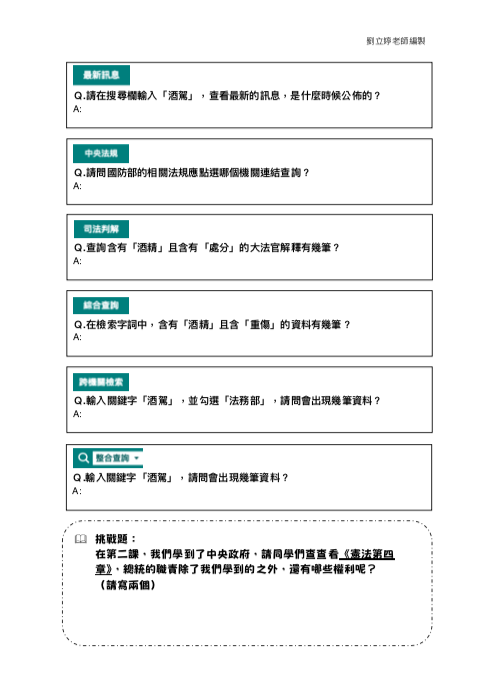 劉立婷老師編製
最新訊息
Q.請在搜尋欄輸入「酒駕」，查看最新的訊息，是什麼時候公佈的？
A:
中央法規
Q.請問國防部的相關法規應點選哪個機關連結查詢？
A:
司法判解
Q.查詢含有「酒精」且含有「處分」的大法官解釋有幾筆？
A:
綜合查詢
Q.在檢索字詞中，含有「酒精」且含「重傷」的資料有幾筆？
A:
跨機關檢索
Q.輸入關鍵字「酒駕」，並勾選「法務部」，請問會出現幾筆資料？
A:
整合查詢
Q.輸入關鍵字「酒駕」，請問會出現幾筆資料？
A:
挑戰題：
在第二課，我們學到了中央政府，請同學們查查看《憲法第四
章》，總統的職責除了我們學到的之外，還有哪些權利呢？
（請寫兩個）